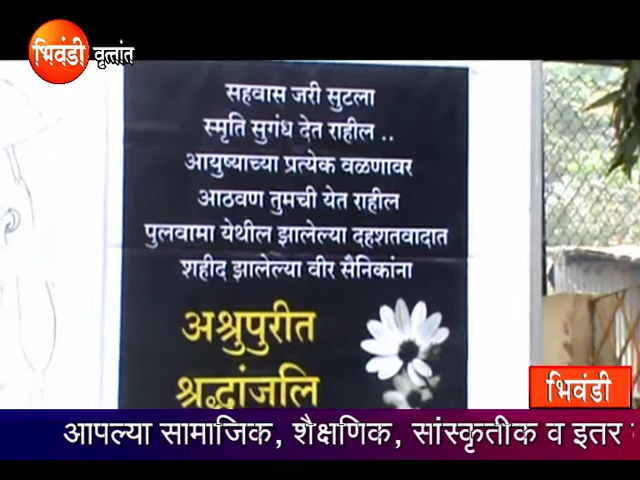 भिवंडी वृत्तांत
सहवास जरी सुटला
स्मृति सुगंध देत राहील ..
आयुष्याच्या प्रत्येक वळणावर
आठवण तुमची येत राहील
पुलवामा येथील झालेल्या दहशतवादात
शहीद झालेल्या वीर सैनिकांना
अश्रुपुरीत
श्रद्धांजलि
भिवंडी
आपल्या सामाजिक, शैक्षणिक, सांस्कृतीक व इतर